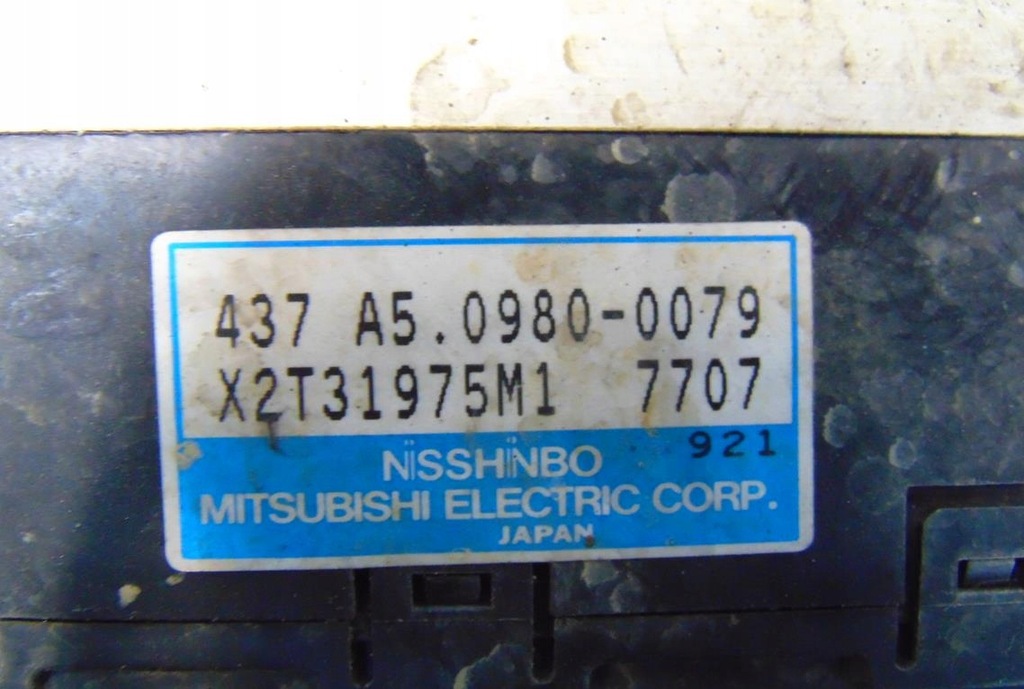 437 A5.0980-0079
X2T31975M1 7707
921
NISSHINBO
MITSUBISHI ELECTRIC CORP.
JAPAN